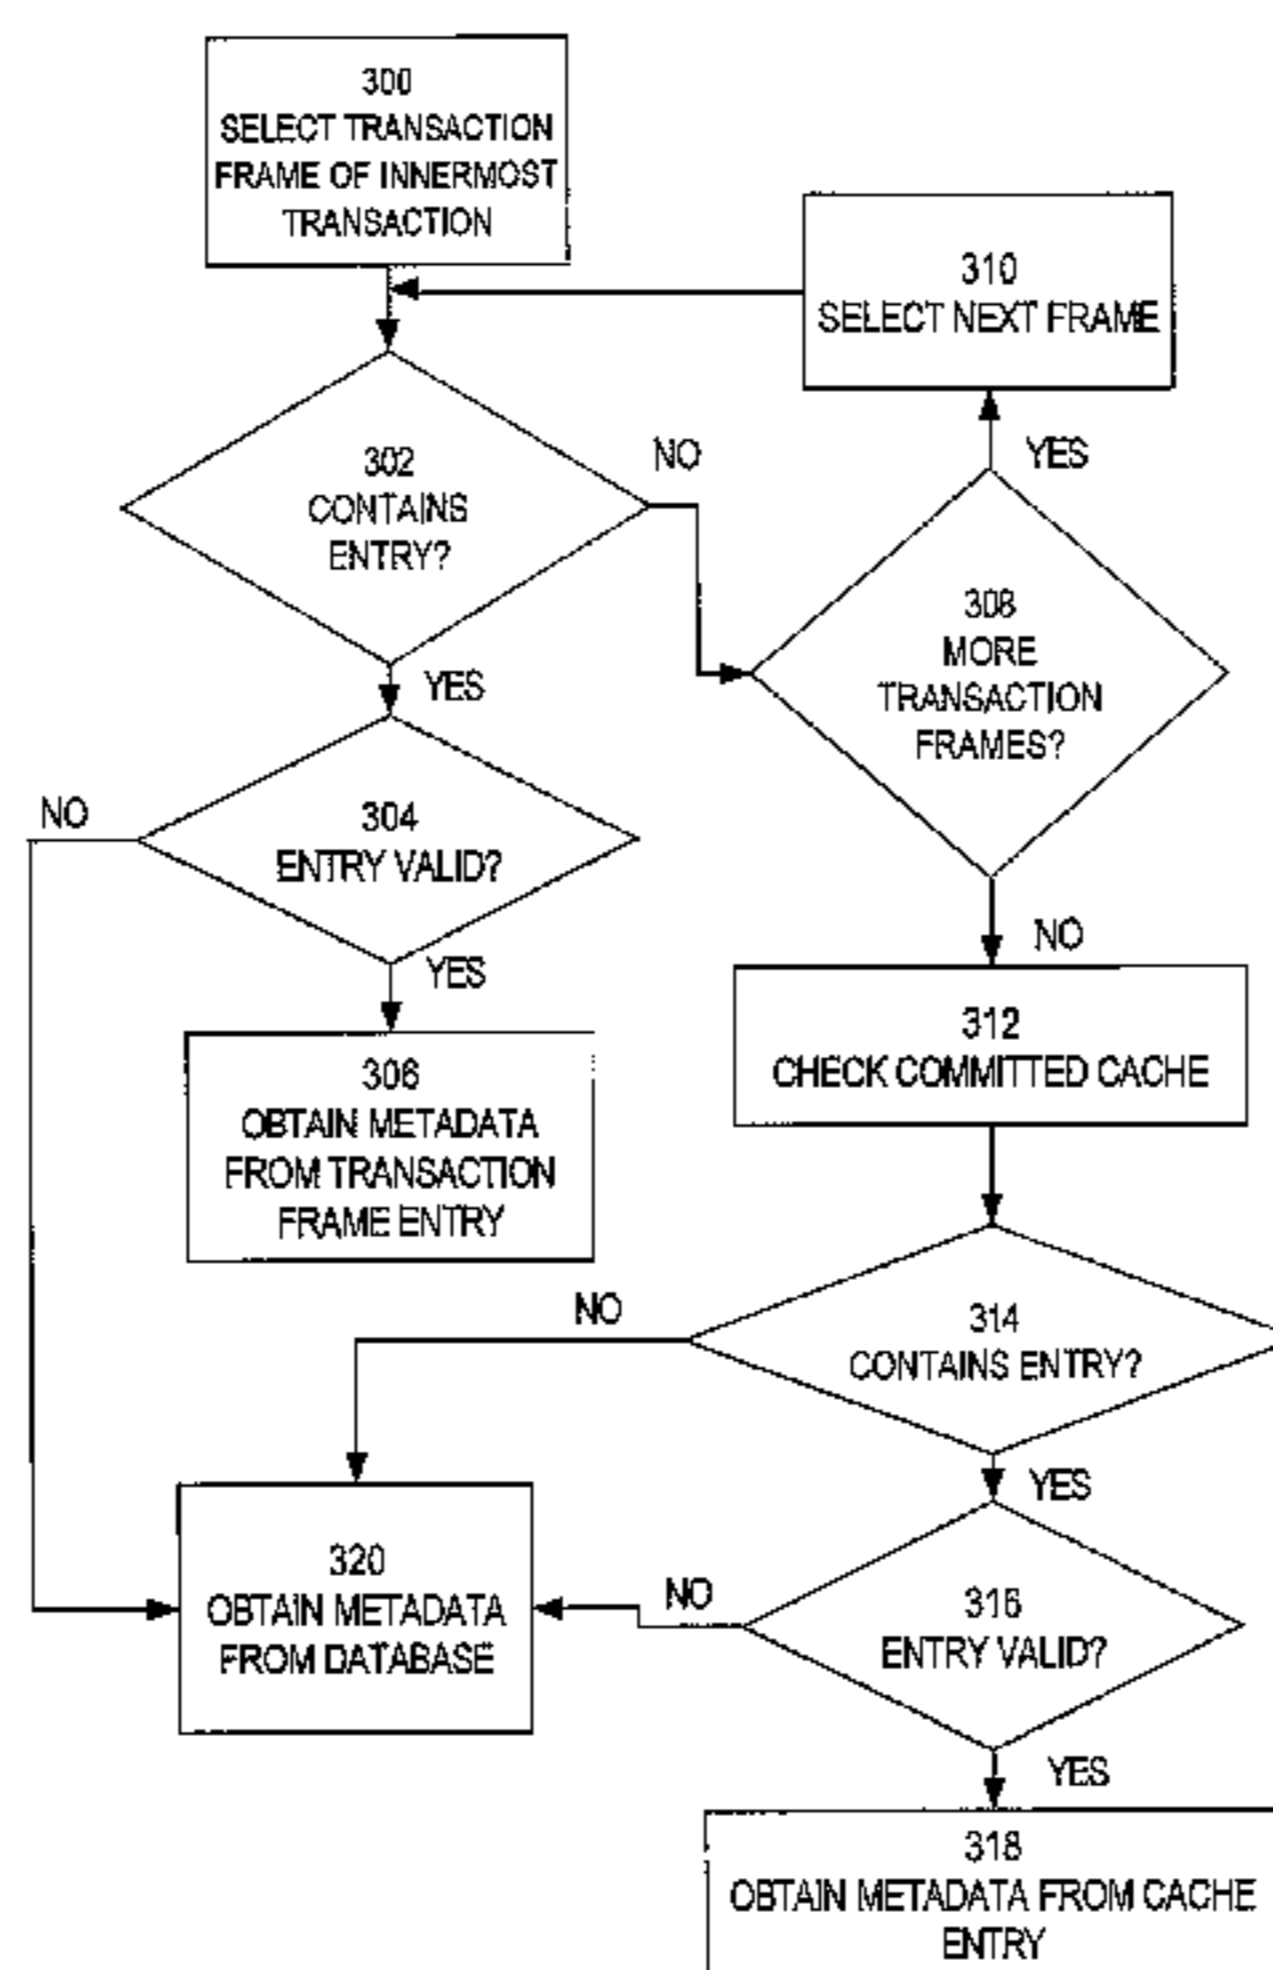 300
SELECT TRANSACTION
FRAME OF INNERMOST
TRANSACTION
310
SELECT NEXT FRAME
302
CONTAINS
ENTRY?
NO
YES
308
MORE
TRANSACTION
FRAMES?
YES
NO
304
ENTRY VALID?
NO
YES
306
OBTAIN METADATA
FROM TRANSACTION
FRAME ENTRY
312
CHECK COMMITTED CACHE
NO
314
CONTAINS ENTRY?
YES
320
OBTAIN METADATA
FROM DATABASE
NO
316
ENTRY VALID?
YES
318
OBTAIN METADATA FROM CACHE
ENTRY